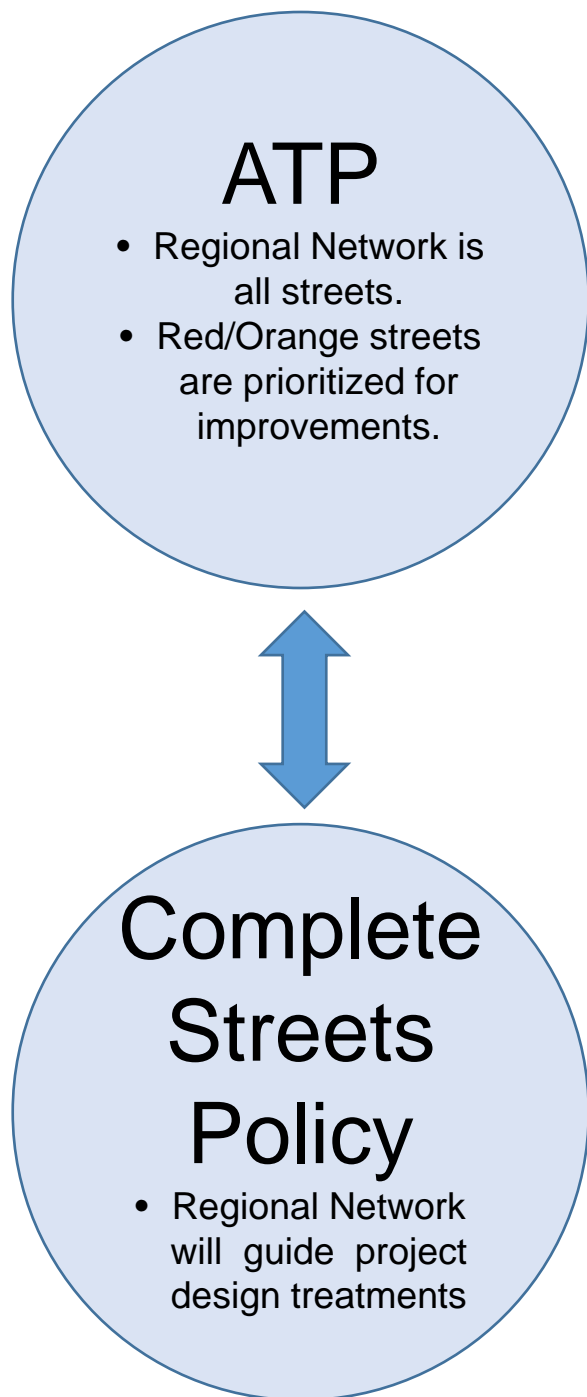 ATP
• Regional Network is
all streets.
• Red/Orange streets
are prioritized for
improvements.
Complete
Streets
Policy
• Regional Network
will guide project
design treatments